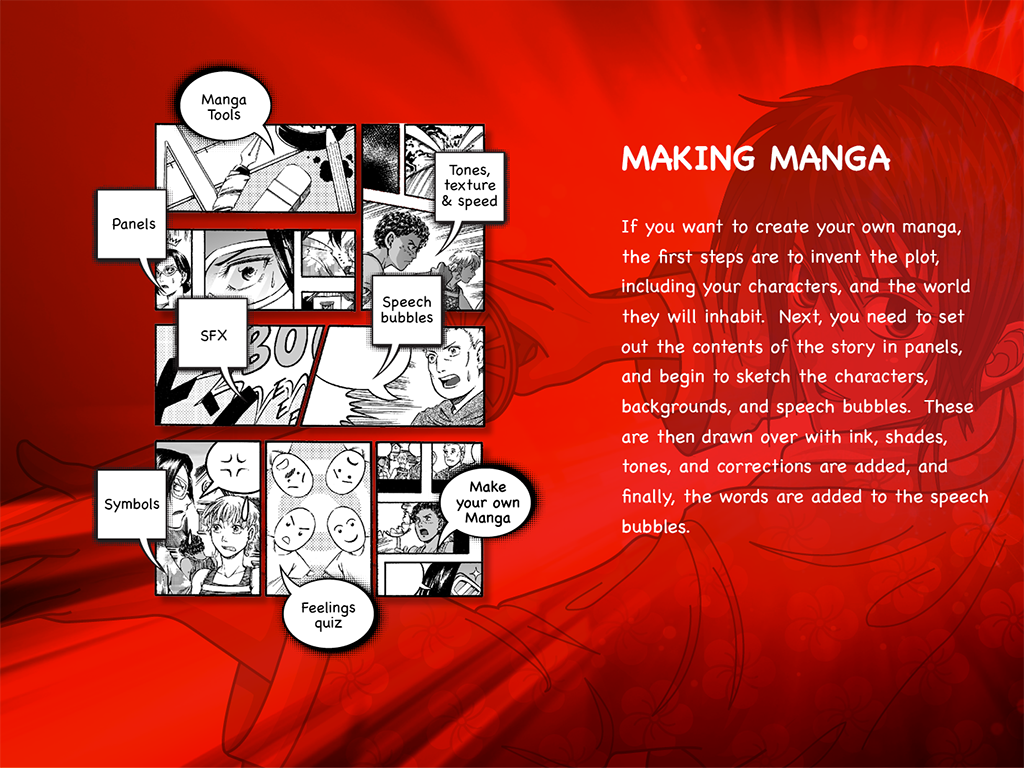 Manga
Tools
Tones,
texture
& speed
Panels
Speech
bubbles
SFX
BO
Symbols
Make
your own
Manga
Feelings
quiz
MAKING MANGA
If you want to create your own manga,
the first steps are to invent the plot,
including your characters, and the world
they will inhabit.  Next, you need to set
out the contents of the story in panels,
and begin to sketch the characters,
backgrounds, and speech bubbles.  These
are then drawn over with ink, shades,
tones, and corrections are added, and
finally, the words are added to the speech
bubbles.